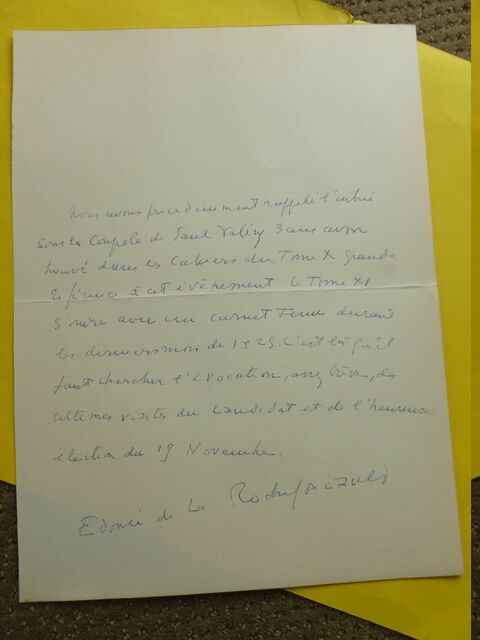 Nous avons précédemment rappelé l'entrée
sous la Coupole de Paul Valéry sans avoir
trouvé dans les Cahiers du Tome X grande
référence à cet évènement. Le Tome XI
s'ouvre avec un carnet tenu durant
les derniers mois de 1925. C'est là qu'il
faut chercher l'évocation, assez brève, des
ultimes visites du candidat et de l'heureuse
élection du 19 Novembre.
Edmée de La Rochefoucauld